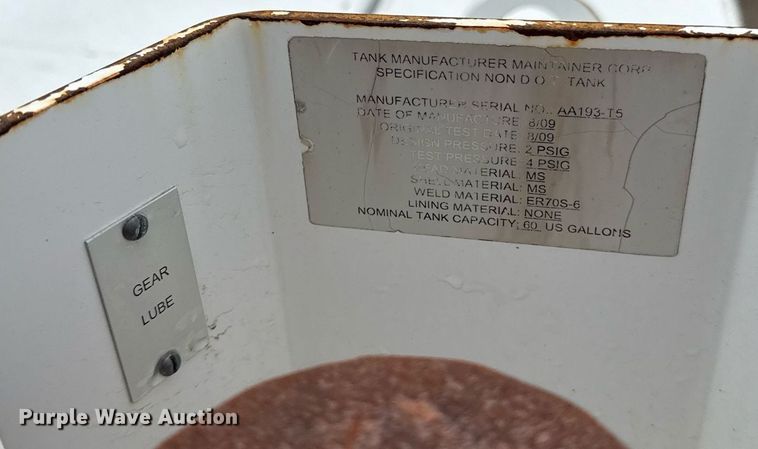 TANK MANUFACTURER MAINTAINER CORP
SPECIFICATION NON D O T TANK
MANUFACTURER SERIAL NO.: AA193-T5
DATE OF MANUFACTURE: 8/09
ORIGINAL TEST DATE: 8/09
DESIGN PRESSURE: 2 PSIG
TEST PRESSURE: 4 PSIG
HEAD MATERIAL: MS
SHELL MATERIAL: MS
WELD MATERIAL: ER70S-6
LINING MATERIAL: NONE
NOMINAL TANK CAPACITY: 60 US GALLONS
GEAR
LUBE
Purple Wave Auction